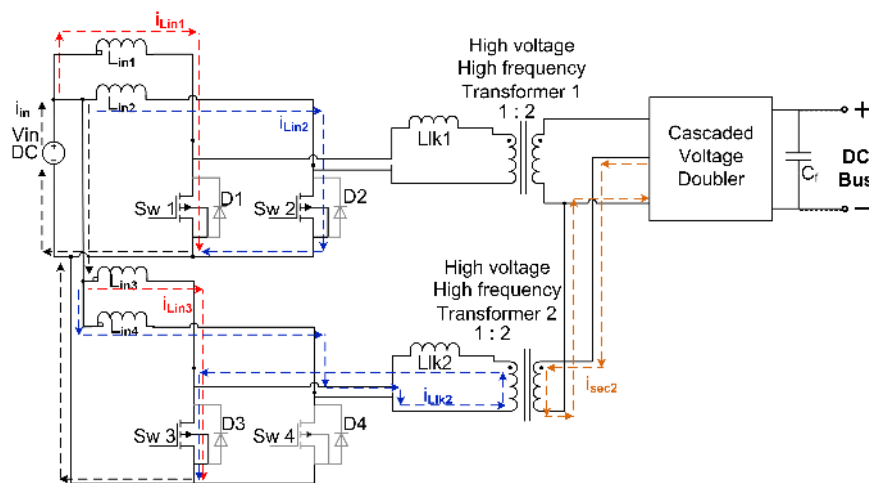 iLin1
Lin1
Lin2
iin
Vin
DC
iLin2
Sw 1
D1
Sw 2
D2
High voltage
High frequency
Transformer 1
1 : 2
Llk1
Cascaded
Voltage
Doubler
Cf
+
DC
Bus
−
Lin3
iLin3
Lin4
High voltage
High frequency
Transformer 2
1 : 2
Llk2
iLlk2
isec2
Sw 3
D3
Sw 4
D4